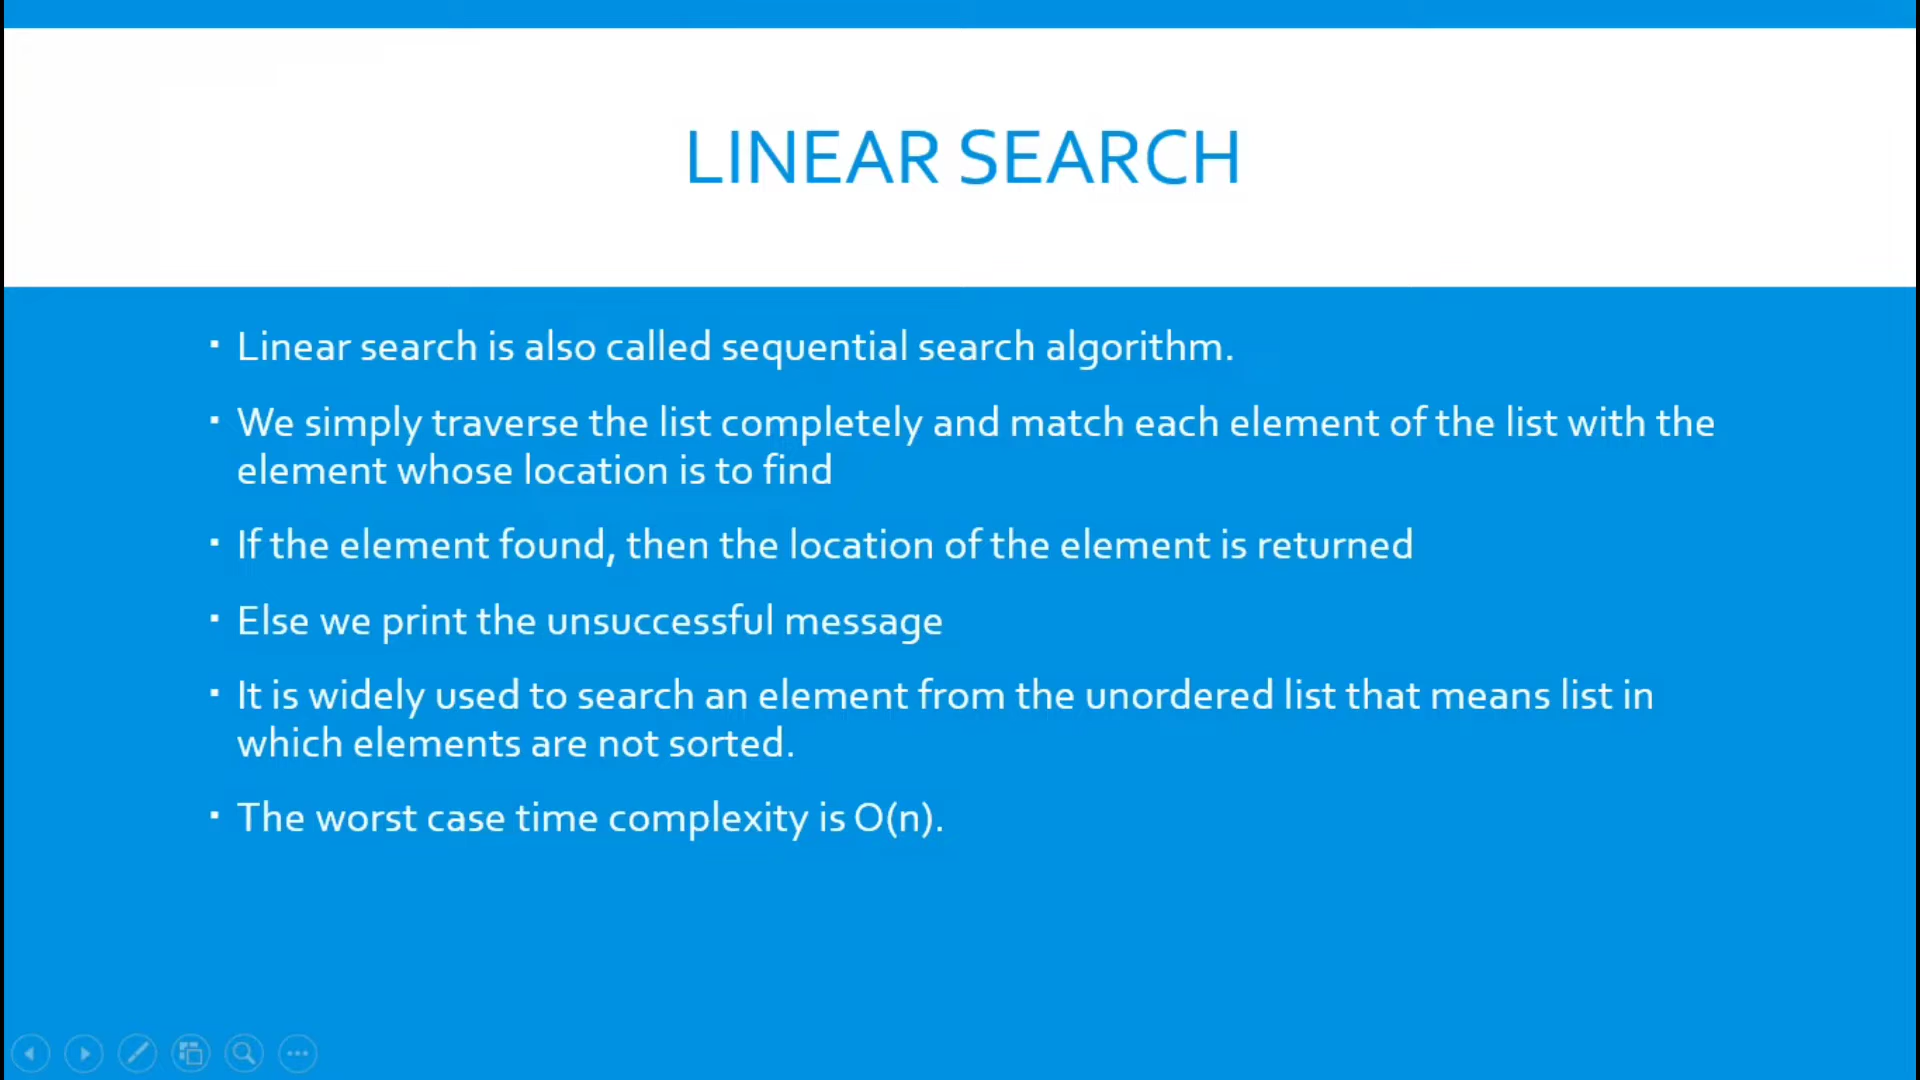 LINEAR SEARCH
▪ Linear search is also called sequential search algorithm.
▪ We simply traverse the list completely and match each element of the list with the
element whose location is to find
▪ If the element found, then the location of the element is returned
▪ Else we print the unsuccessful message
▪ It is widely used to search an element from the unordered list that means list in
which elements are not sorted.
▪ The worst case time complexity is O(n).